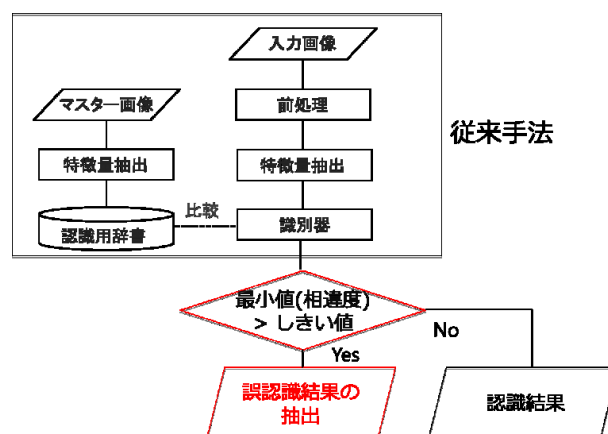 入力画像
マスター画像
前処理
従来手法
特徴量抽出
特徴量抽出
比較
認識用辞書
識別器
最小値(相違度)
> しきい値
No
Yes
誤認識結果の
抽出
認識結果